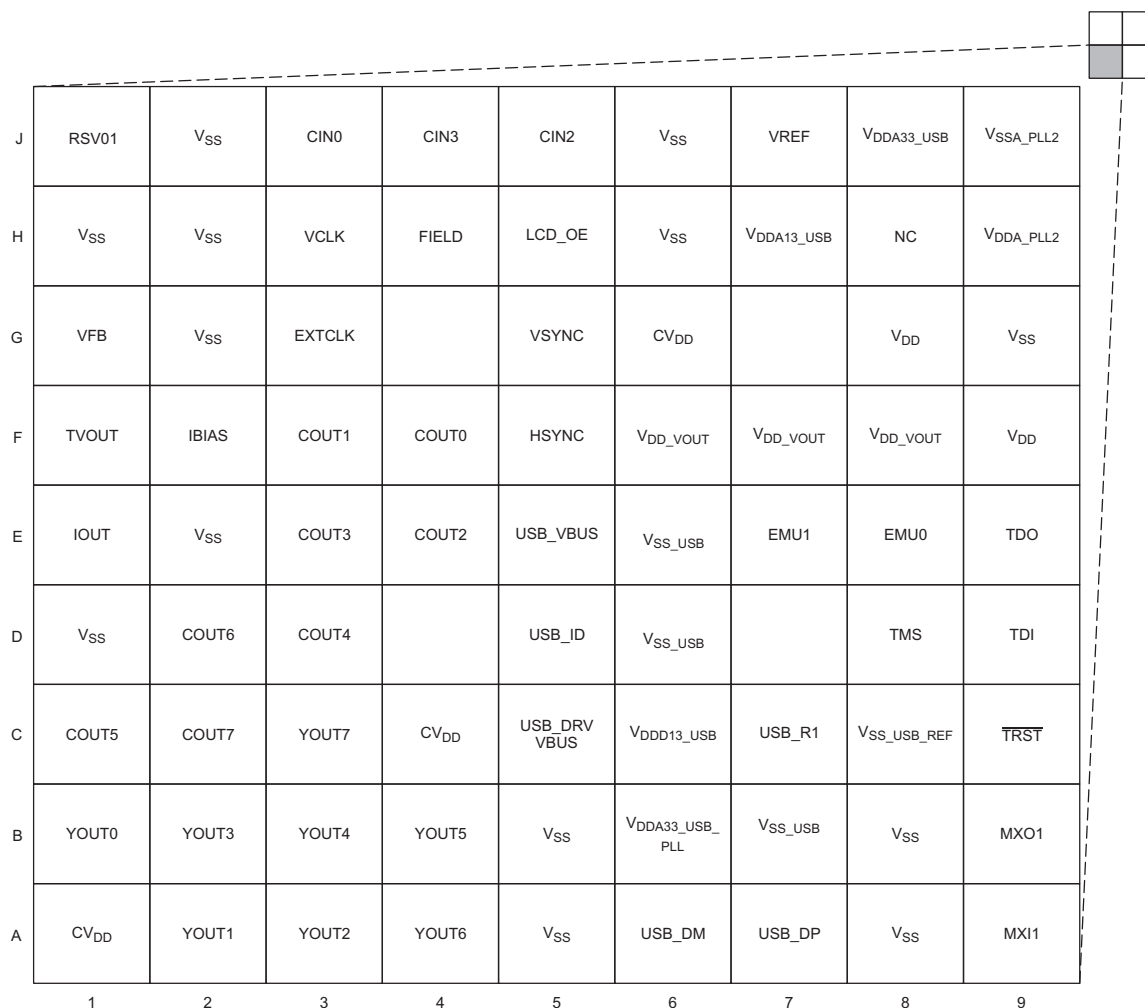 J RSV01 VSS CIN0 CIN3 CIN2 VSS VREF VDDA33_USB VSSA_PLL2
H VSS VSS VCLK FIELD LCD_OE VSS VDDA13_USB NC VDDA_PLL2
G VFB VSS EXTCLK VSYNC CVDD VDD VSS
F TVOUT IBIAS COUT1 COUT0 HSYNC VDD_VOUT VDD_VOUT VDD_VOUT VDD
E IOUT VSS COUT3 COUT2 USB_VBUS VSS_USB EMU1 EMU0 TDO
D VSS COUT6 COUT4 USB_ID VSS_USB TMS TDI
C COUT5 COUT7 YOUT7 CVDD USB_DRV VBUS VDDD13_USB USB_R1 VSS_USB_REF TRST
B YOUT0 YOUT3 YOUT4 YOUT5 VSS VDDA33_USB_ PLL VSS_USB VSS MXO1
A CVDD YOUT1 YOUT2 YOUT6 VSS USB_DM USB_DP VSS MXI1
1 2 3 4 5 6 7 8 9